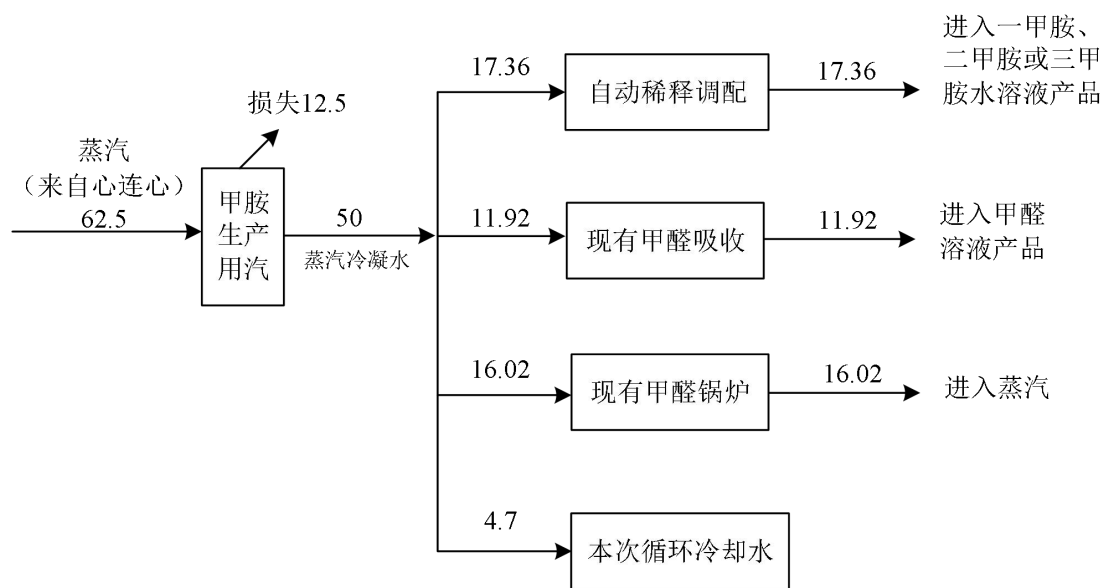 进入一甲胺、
二甲胺或三甲
胺水溶液产品
17.36
自动稀释调配
17.36
损失12.5
蒸汽
（来自心连心）
62.5
甲胺
生产
用汽
50
蒸汽冷凝水
11.92
现有甲醛吸收
11.92
进入甲醛
溶液产品
16.02
现有甲醛锅炉
16.02
进入蒸汽
4.7
本次循环冷却水